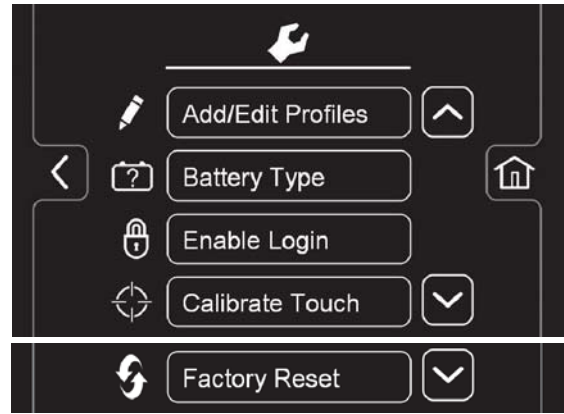 Add/Edit Profiles
?
Battery Type
Enable Login
Calibrate Touch
Factory Reset